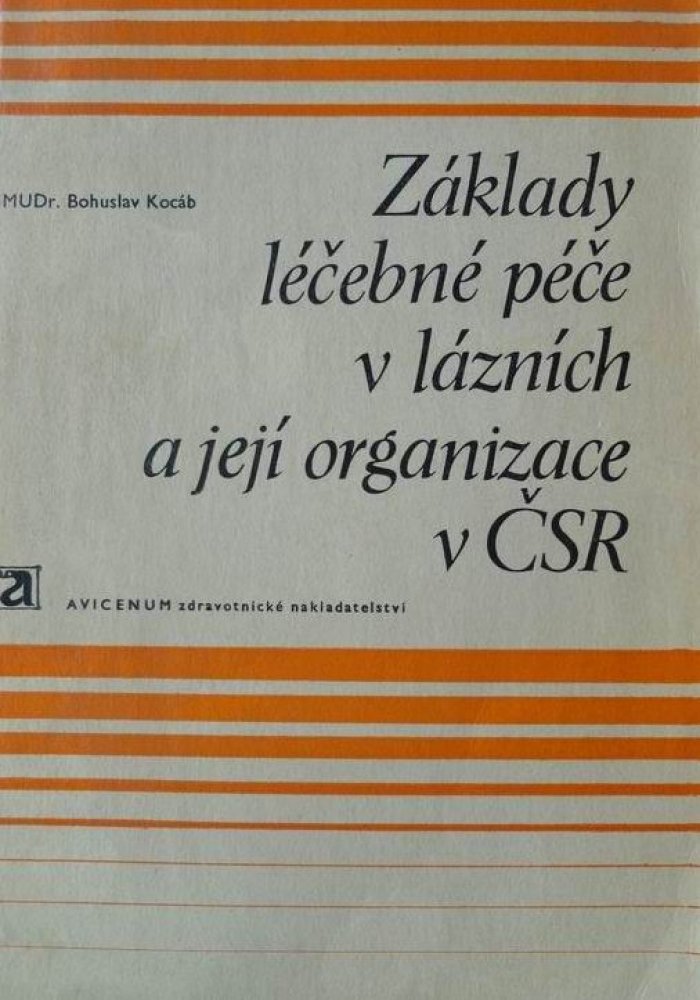 MUDr. Bohuslav Kocáb
Základy
léčebné péče
v lázních
a její organizace
v ČSR
a
AVICENUM zdravotnické nakladatelství